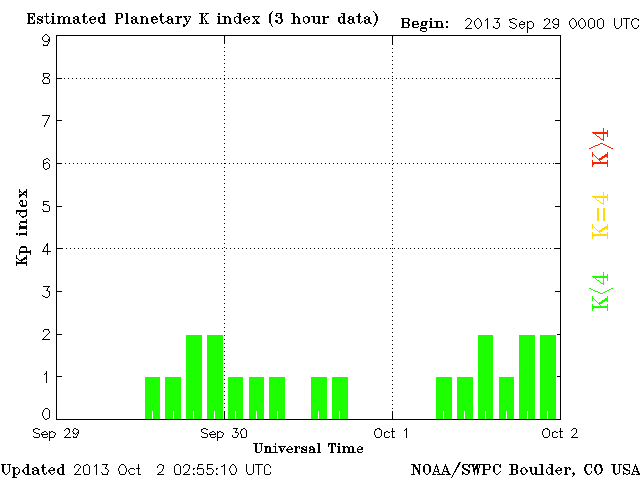 Estimated Planetary K index (3 hour data) Begin: 2013 Sep 29 0000 UTC
9
8
7
6
5
4
3
2
1
0
Kp index
K>4
K=4
K<4
Sep 29 Sep 30 Oct 1 Oct 2
Universal Time
Updated 2013 Oct 2 02:55:10 UTC NOAA/SWPC Boulder, CO USA